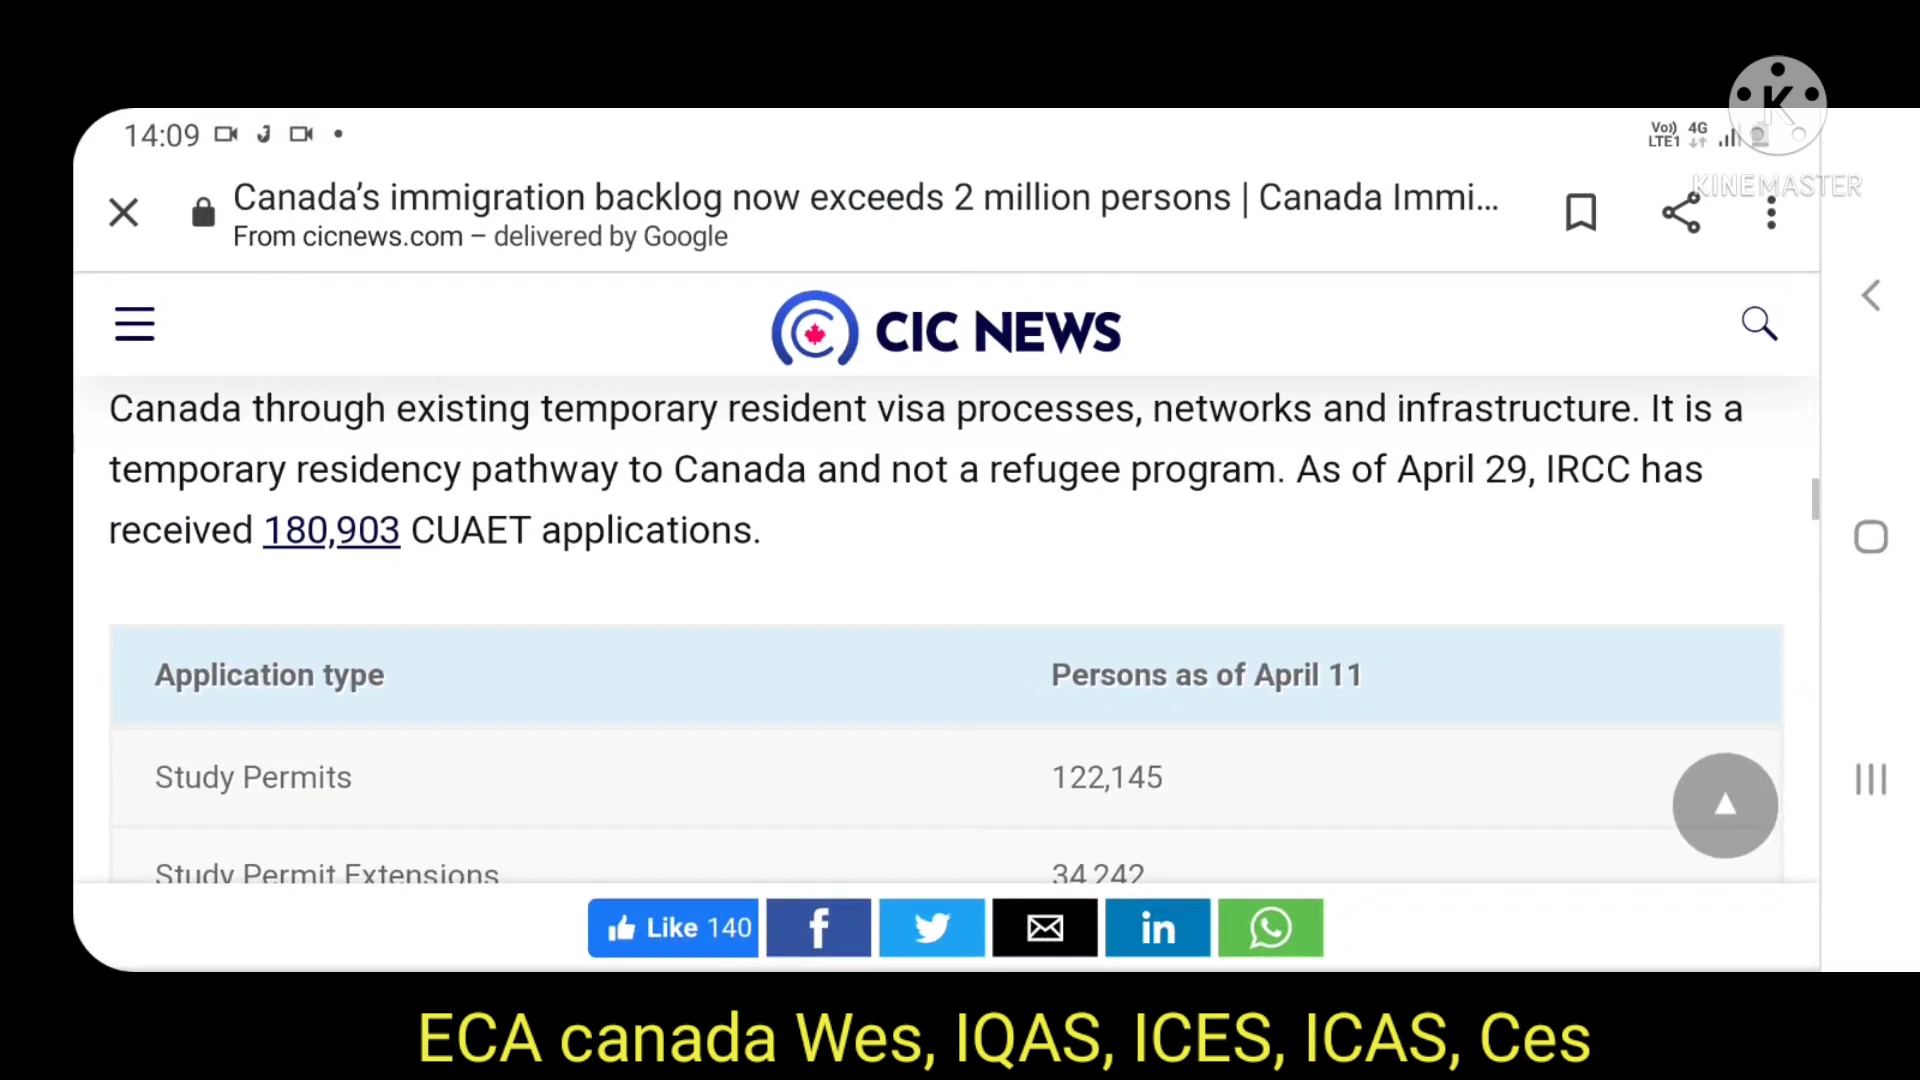 14:09
Vo)) LTE1 4G
K
KINEMASTER
Canada's immigration backlog now exceeds 2 million persons | Canada Immi...
From cicnews.com – delivered by Google
CIC NEWS
Canada through existing temporary resident visa processes, networks and infrastructure. It is a
temporary residency pathway to Canada and not a refugee program. As of April 29, IRCC has
received 180,903 CUAET applications.
Application type Persons as of April 11
Study Permits 122,145
Study Permit Extensions 34,242
Like 140
ECA canada Wes, IQAS, ICES, ICAS, Ces